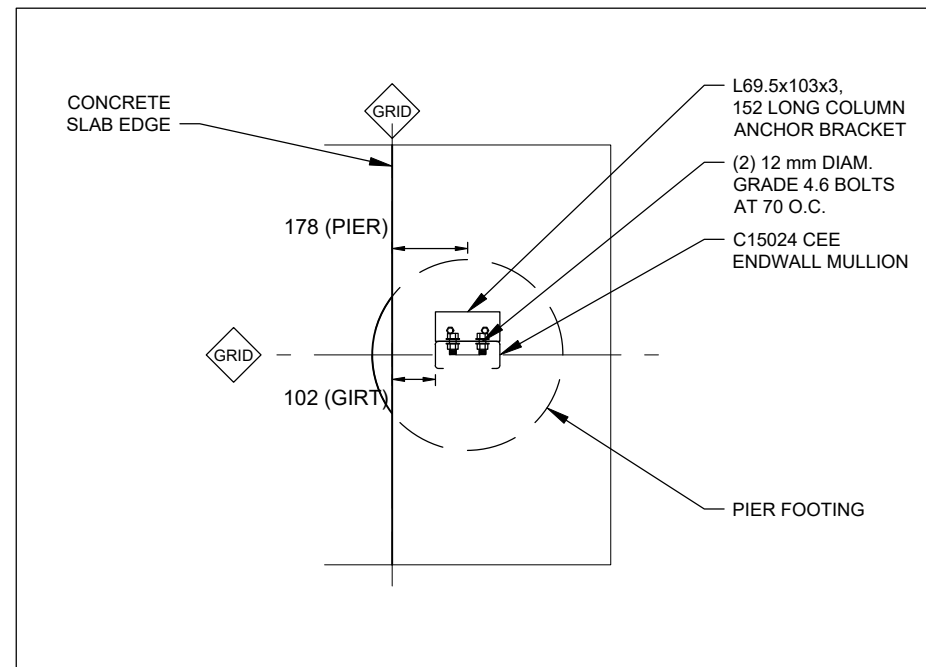 CONCRETE
SLAB EDGE
GRID
L69.5x103x3,
152 LONG COLUMN
ANCHOR BRACKET
(2) 12 mm DIAM.
GRADE 4.6 BOLTS
AT 70 O.C.
178 (PIER)
C15024 CEE
ENDWALL MULLION
GRID
102 (GIRT)
PIER FOOTING